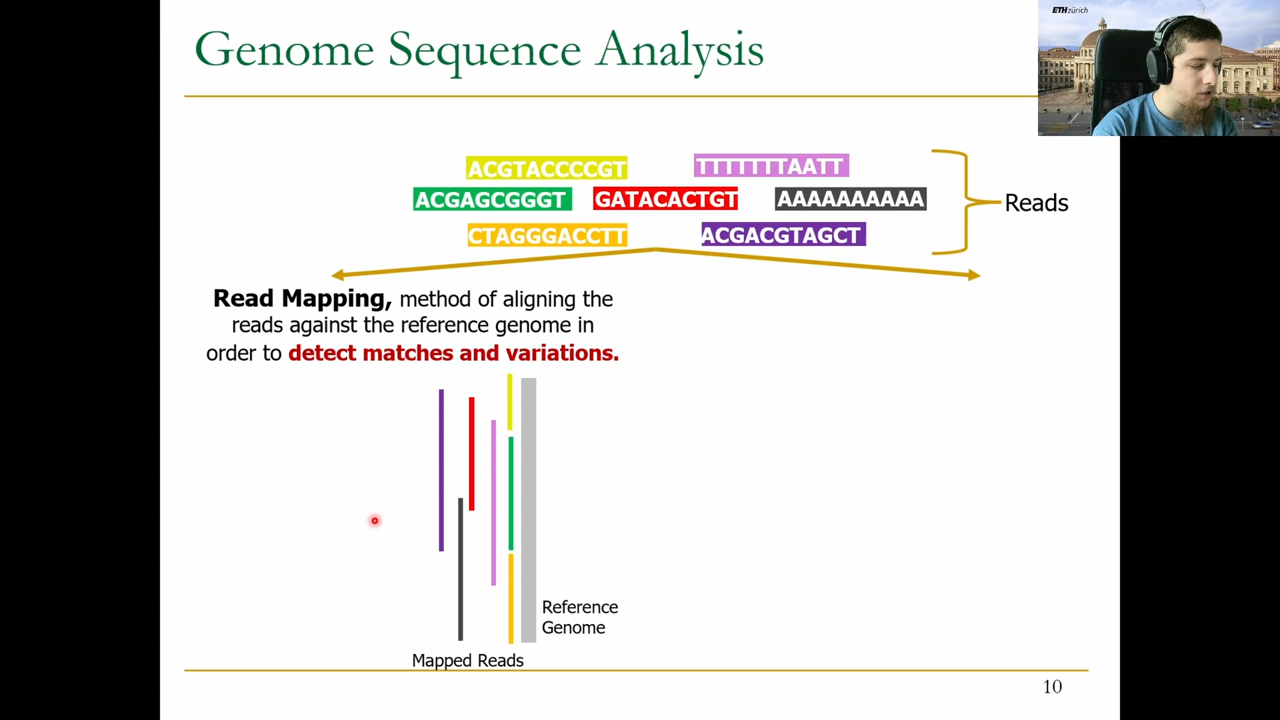 Genome Sequence Analysis
ETH zürich
ACGTACCCCGT
TTTTTTTAATT
ACGAGCGGGT
GATACACTGT
AAAAAAAAAA
Reads
CTAGGGACCTT
ACGACGTAGCT
Read Mapping, method of aligning the
reads against the reference genome in
order to detect matches and variations.
Reference
Genome
Mapped Reads
10